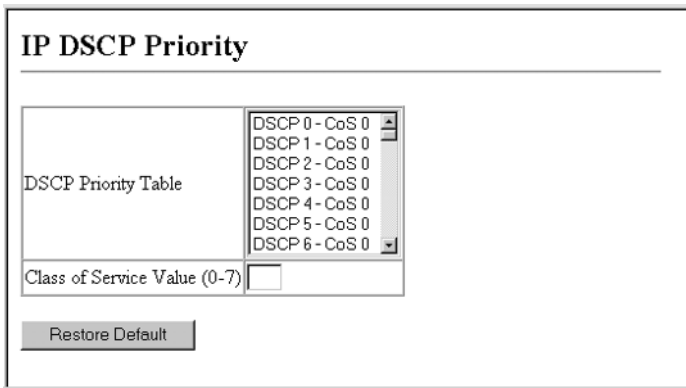 IP DSCP Priority
DSCP Priority Table
DSCP 0 - CoS 0
DSCP 1 - CoS 0
DSCP 2 - CoS 0
DSCP 3 - CoS 0
DSCP 4 - CoS 0
DSCP 5 - CoS 0
DSCP 6 - CoS 0
Class of Service Value (0-7)
Restore Default